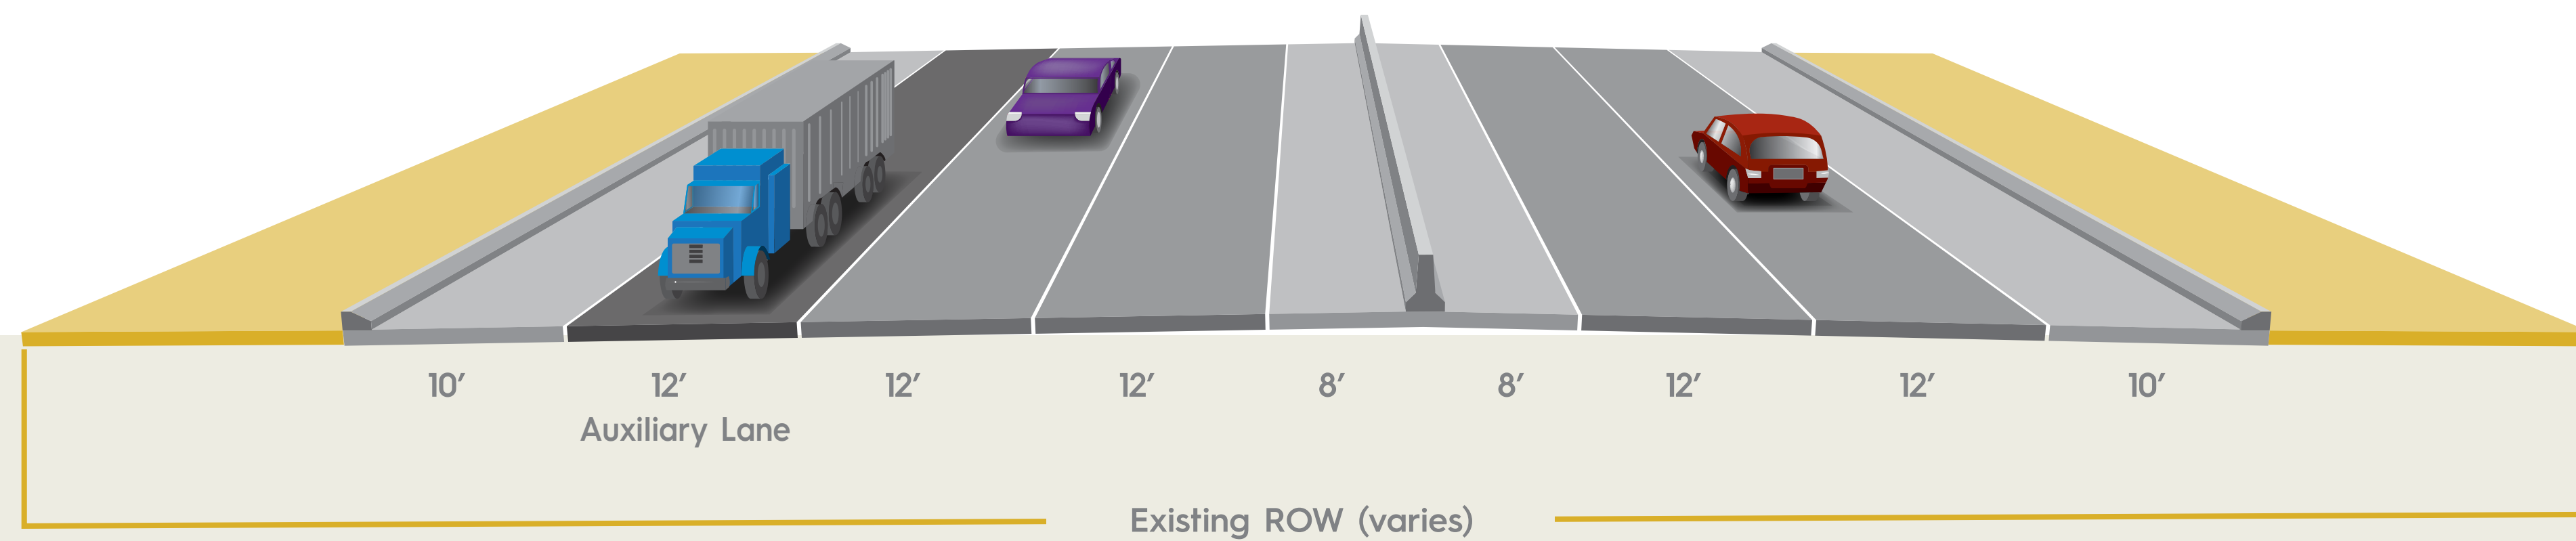 10′ 12′ 12′ 12′ 8′ 8′ 12′ 12′ 10′
Auxiliary Lane
Existing ROW (varies)